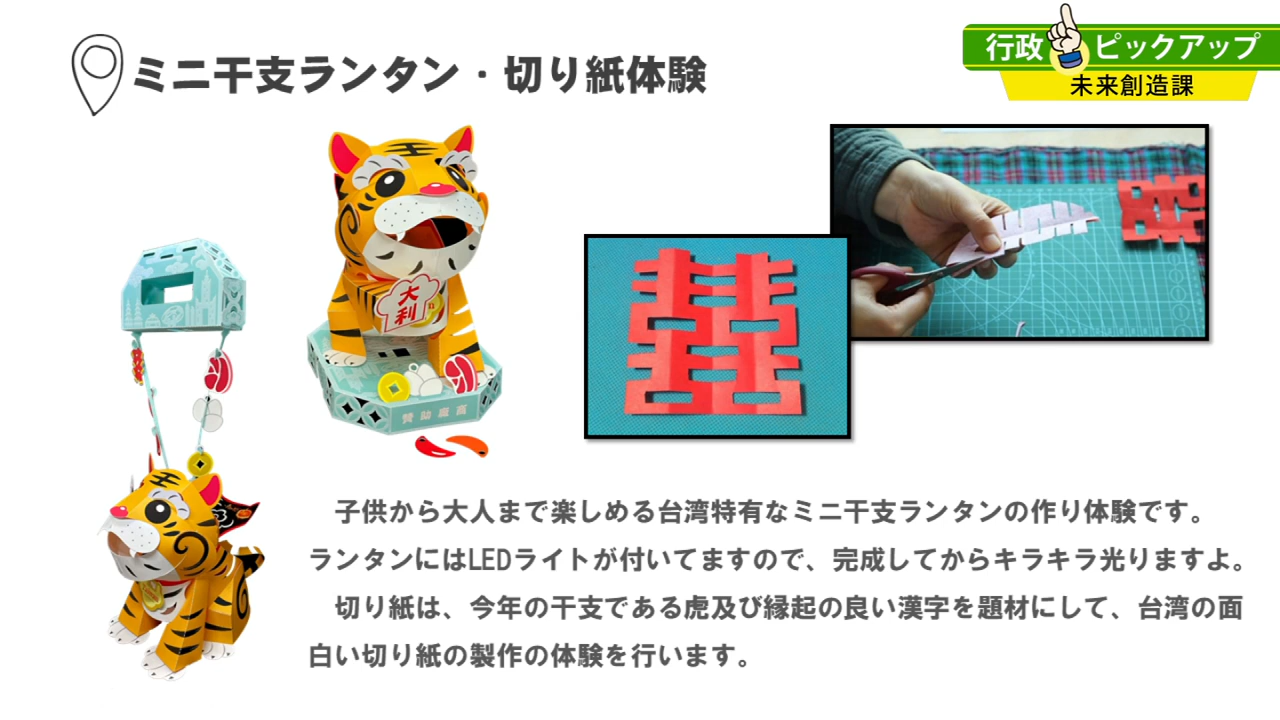 ミニ干支ランタン・切り紙体験
行政ピックアップ
未来創造課
大利
贊助廠商
子供から大人まで楽しめる台湾特有なミニ干支ランタンの作り体験です。
ランタンにはLEDライトが付いてますので、完成してからキラキラ光りますよ。
切り紙は、今年の干支である虎及び縁起の良い漢字を題材にして、台湾の面
白い切り紙の製作の体験を行います。